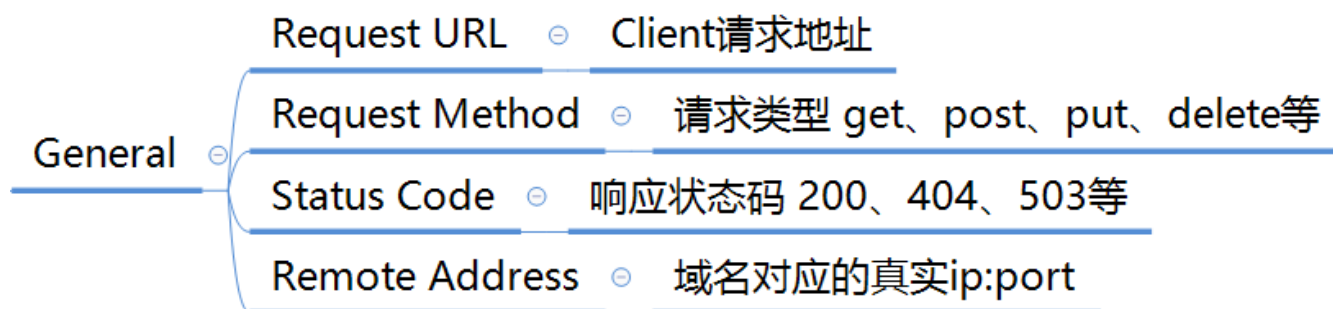 Request URL Client请求地址
Request Method 请求类型 get、post、put、delete等
General
Status Code 响应状态码 200、404、503等
Remote Address 域名对应的真实ip:port